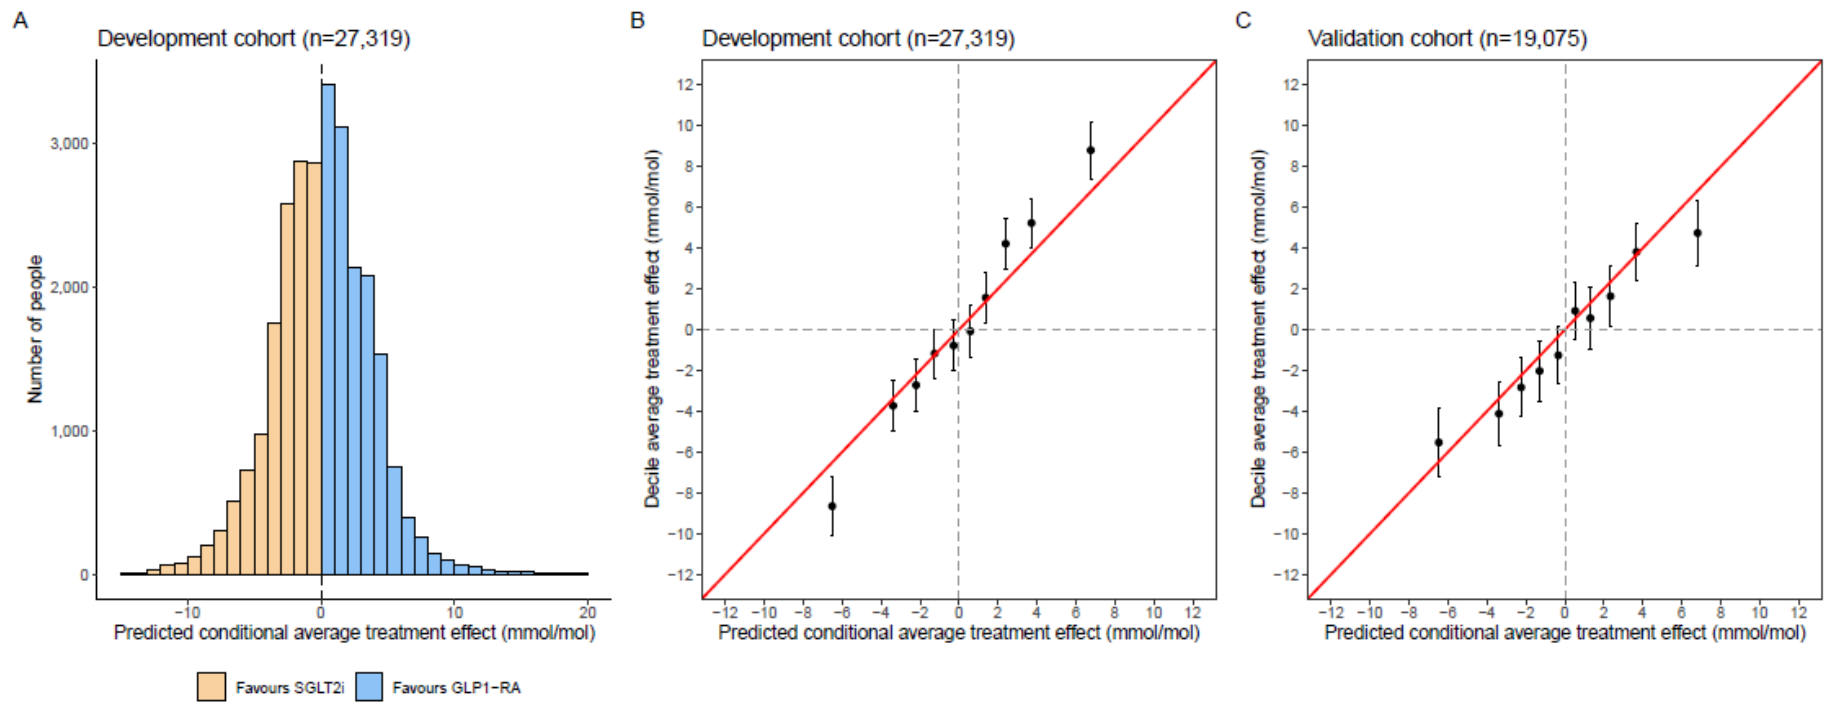 A
Development cohort (n=27,319)
Number of people
3,000
2,000
1,000
0
−10
0
10
20
Predicted conditional average treatment effect (mmol/mol)
Favours SGLT2i
Favours GLP1−RA
B
Development cohort (n=27,319)
Decile average treatment effect (mmol/mol)
12
10
8
6
4
2
0
−2
−4
−6
−8
−10
−12
−12 −10 −8 −6 −4 −2 0 2 4 6 8 10 12
Predicted conditional average treatment effect (mmol/mol)
C
Validation cohort (n=19,075)
Decile average treatment effect (mmol/mol)
12
10
8
6
4
2
0
−2
−4
−6
−8
−10
−12
−12 −10 −8 −6 −4 −2 0 2 4 6 8 10 12
Predicted conditional average treatment effect (mmol/mol)